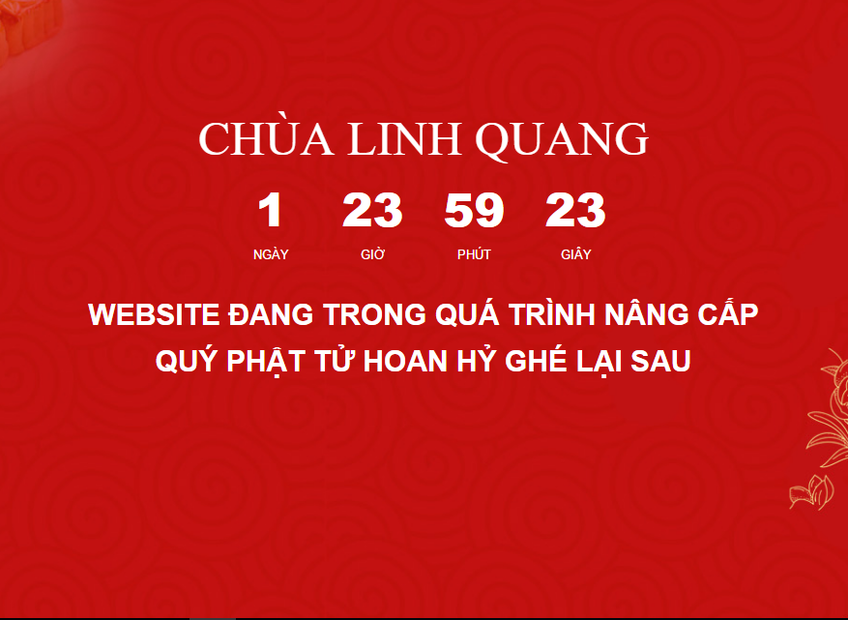 CHÙA LINH QUANG
1 23 59 23
NGÀY GIỜ PHÚT GIÂY
WEBSITE ĐANG TRONG QUÁ TRÌNH NÂNG CẤP
QUÝ PHẬT TỬ HOAN HỶ GHÉ LẠI SAU